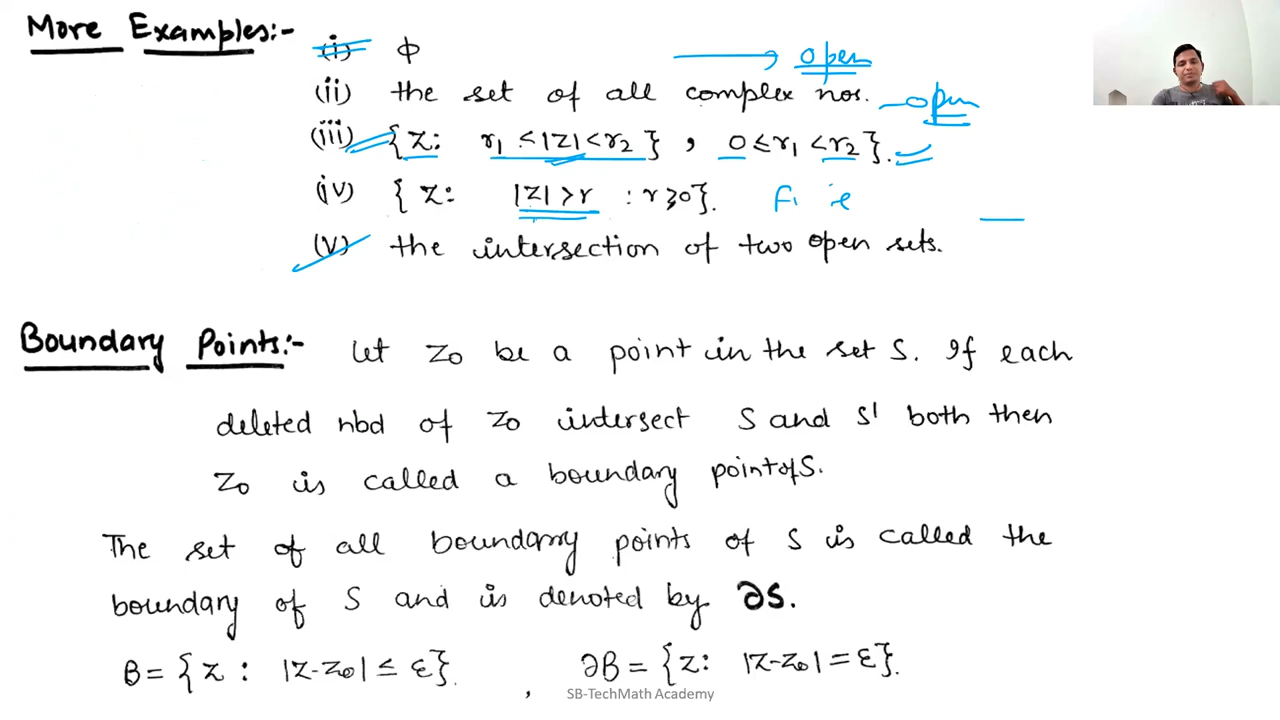 More Examples:-
(i) φ → open
(ii) the set of all complex nos. — open
(iii) {z: r₁ < |z| < r₂} , 0 ≤ r₁ < r₂}.
(iv) { z: |z| > r : r ≥ 0}.
(v) the intersection of two open sets.
Boundary Points:- Let z₀ be a point in the set S. If each
deleted nbd of z₀ intersect S and S' both then
z₀ is called a boundary point of S.
The set of all boundary points of S is called the
boundary of S and is denoted by ∂S.
B = {z : |z-z₀| ≤ ε}. , ∂B = {z: |z-z₀| = ε}.
SB-TechMath Academy